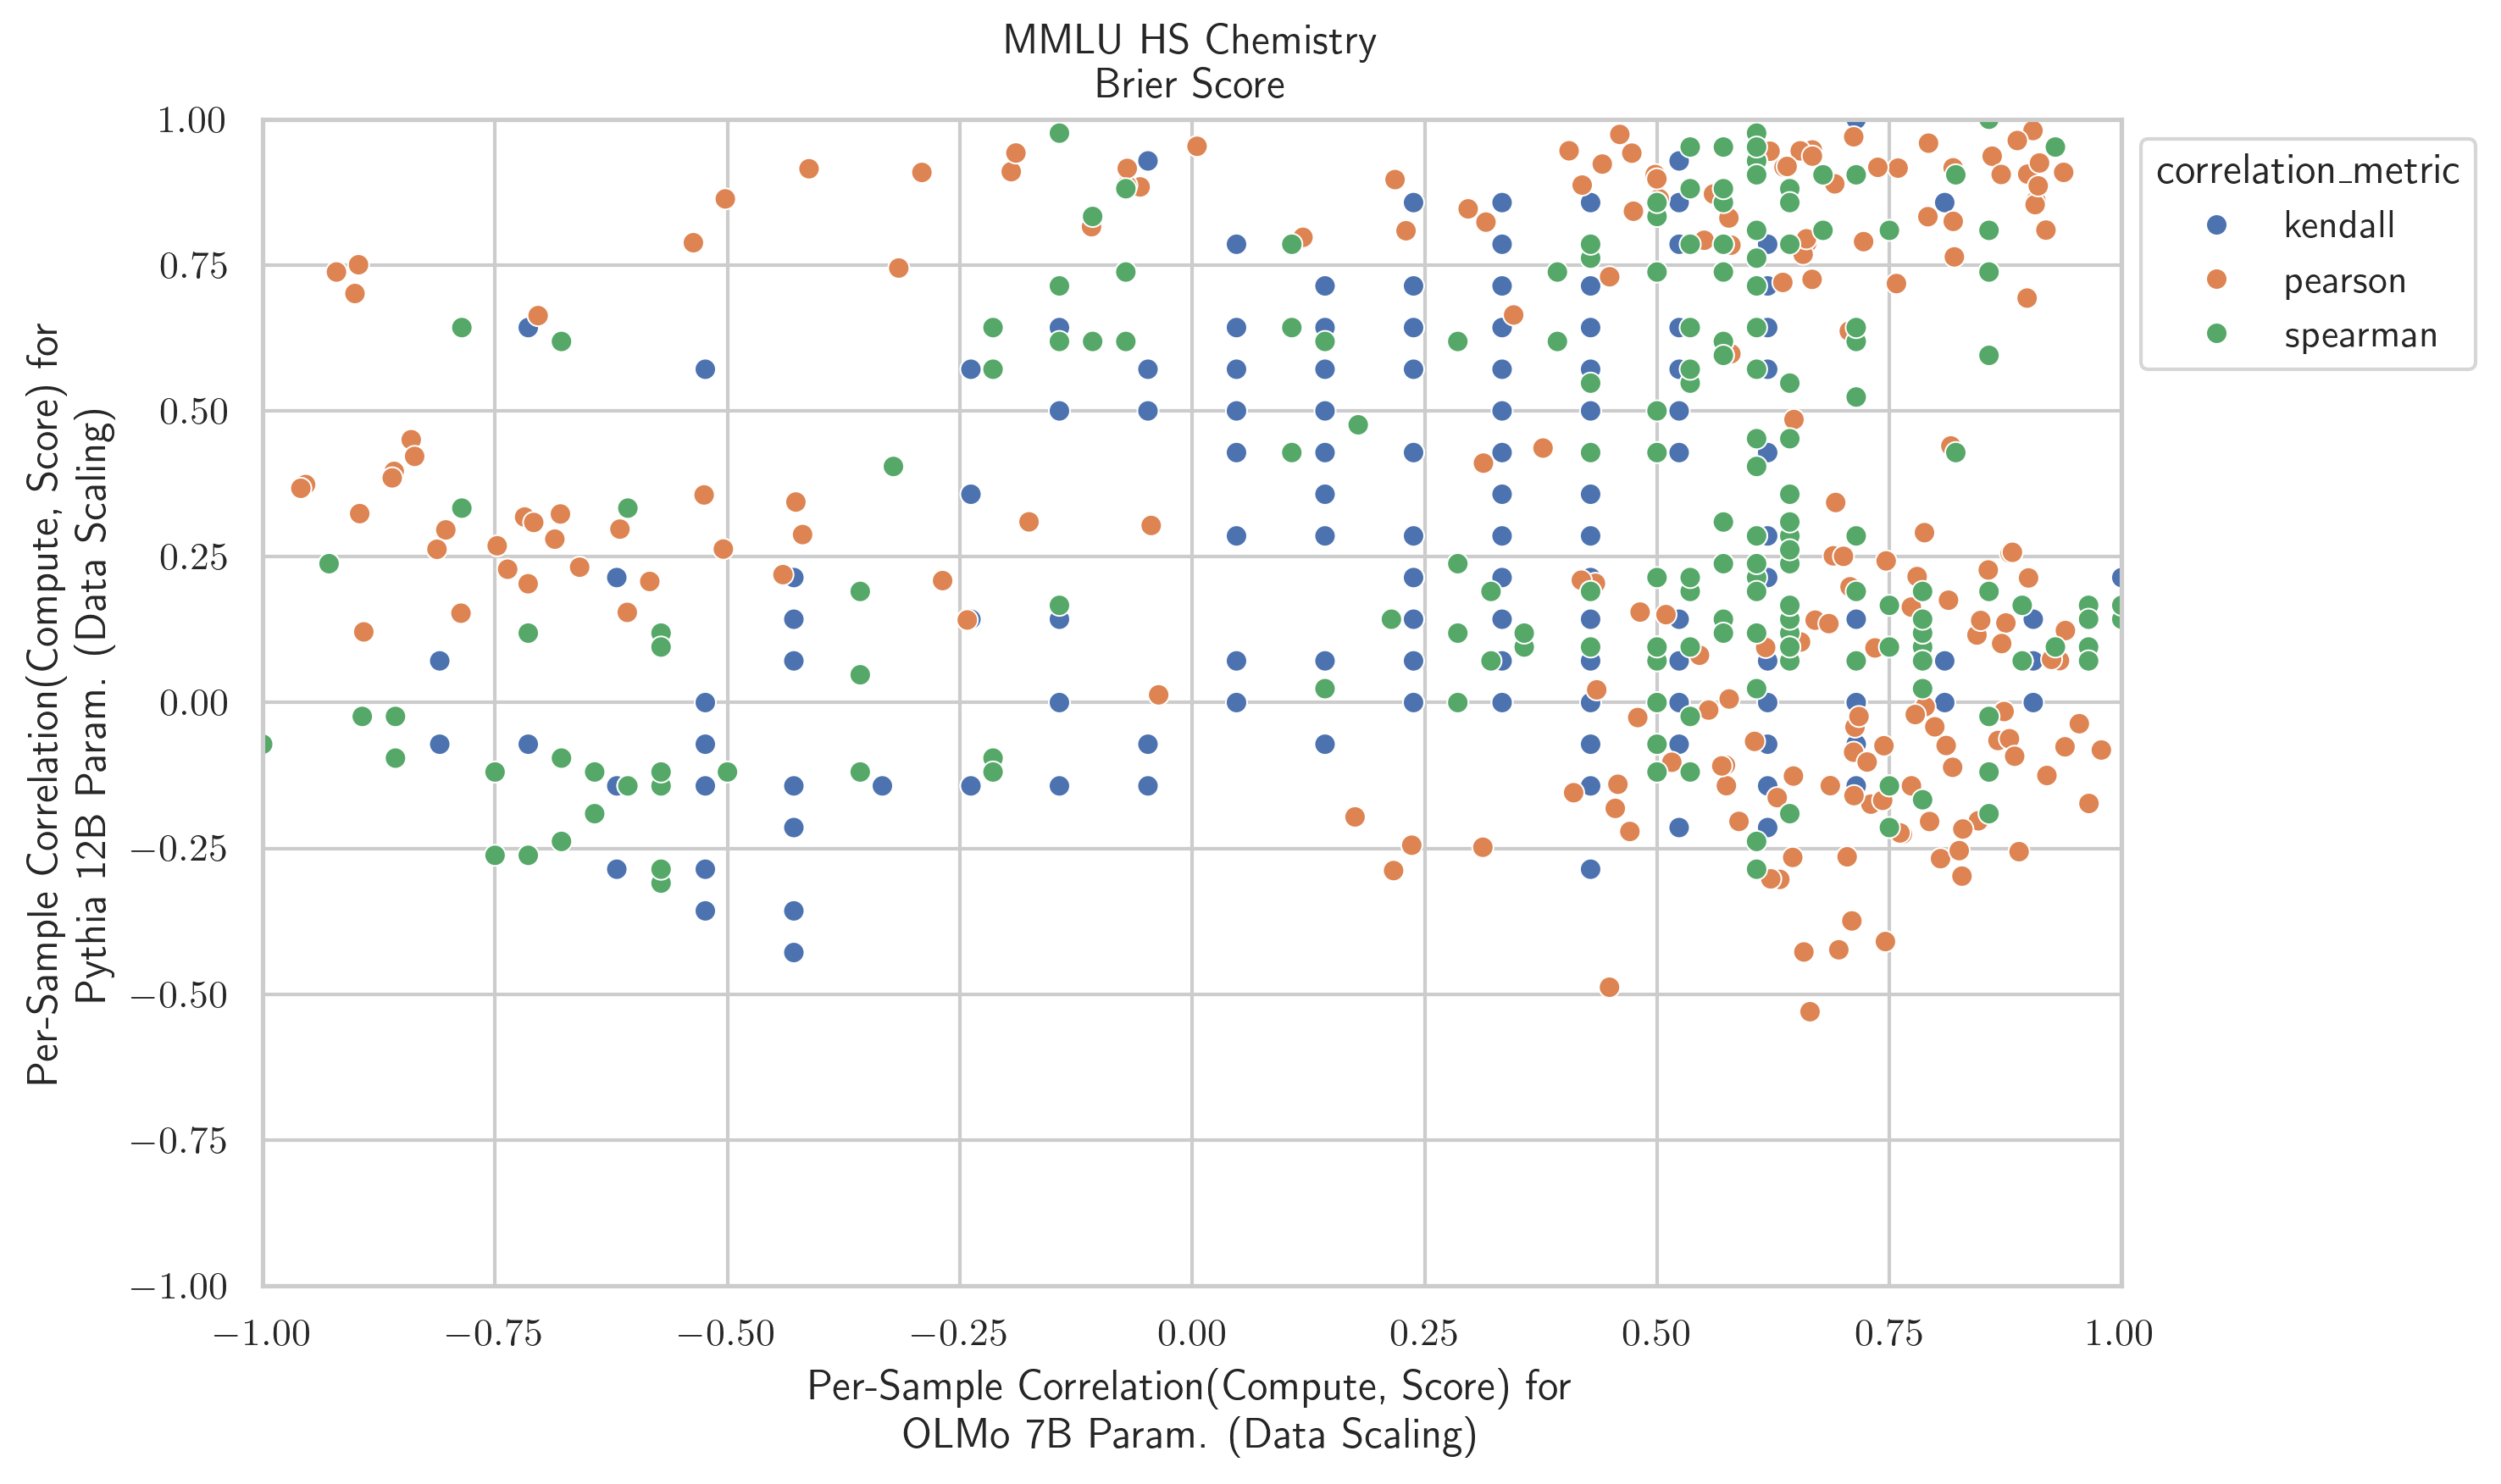 MMLU HS Chemistry
Brier Score
Per-Sample Correlation(Compute, Score) for
Pythia 12B Param. (Data Scaling)
1.00
0.75
0.50
0.25
0.00
−0.25
−0.50
−0.75
−1.00
−1.00 −0.75 −0.50 −0.25 0.00 0.25 0.50 0.75 1.00
Per-Sample Correlation(Compute, Score) for
OLMo 7B Param. (Data Scaling)
correlation_metric
kendall
pearson
spearman